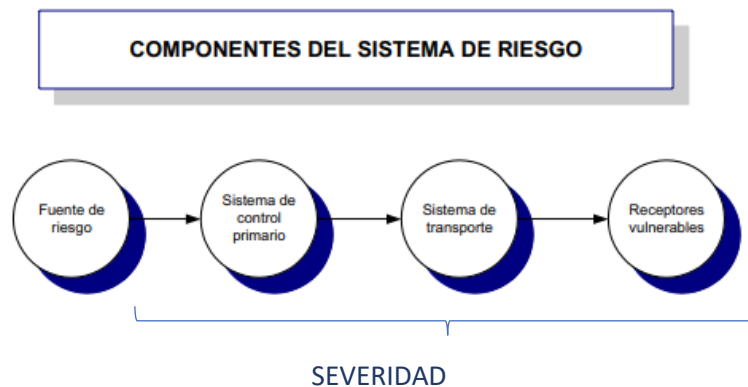 COMPONENTES DEL SISTEMA DE RIESGO
Fuente de
riesgo
Sistema de
control
primario
Sistema de
transporte
Receptores
vulnerables
SEVERIDAD